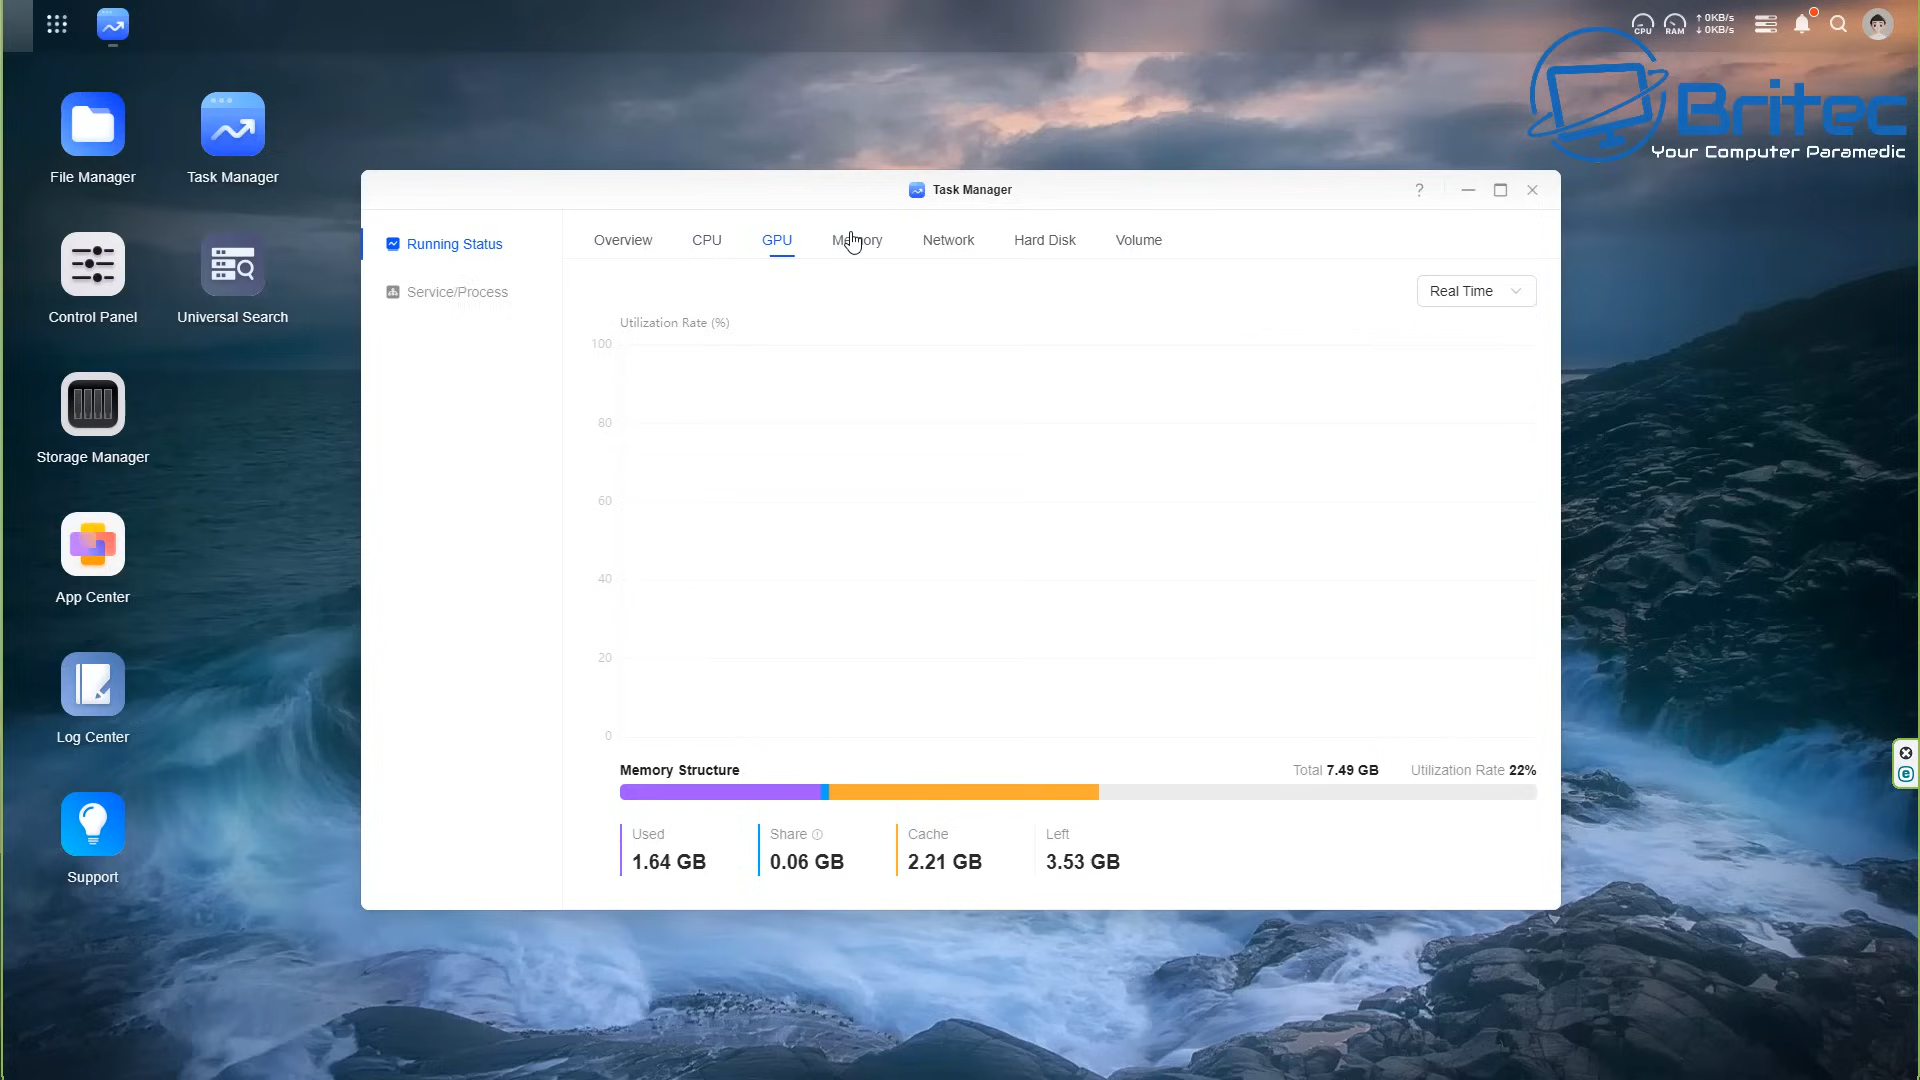 CPU
RAM
↑ 0KB/s
↓ 0KB/s
Britec
Your Computer Paramedic
File Manager
Task Manager
Control Panel
Universal Search
Storage Manager
App Center
Log Center
Support
Task Manager
?
Running Status
Service/Process
Overview
CPU
GPU
Memory
Network
Hard Disk
Volume
Real Time
Utilization Rate (%)
100
80
60
40
20
0
Memory Structure
Total 7.49 GB
Utilization Rate 22%
Used
1.64 GB
Share
0.06 GB
Cache
2.21 GB
Left
3.53 GB